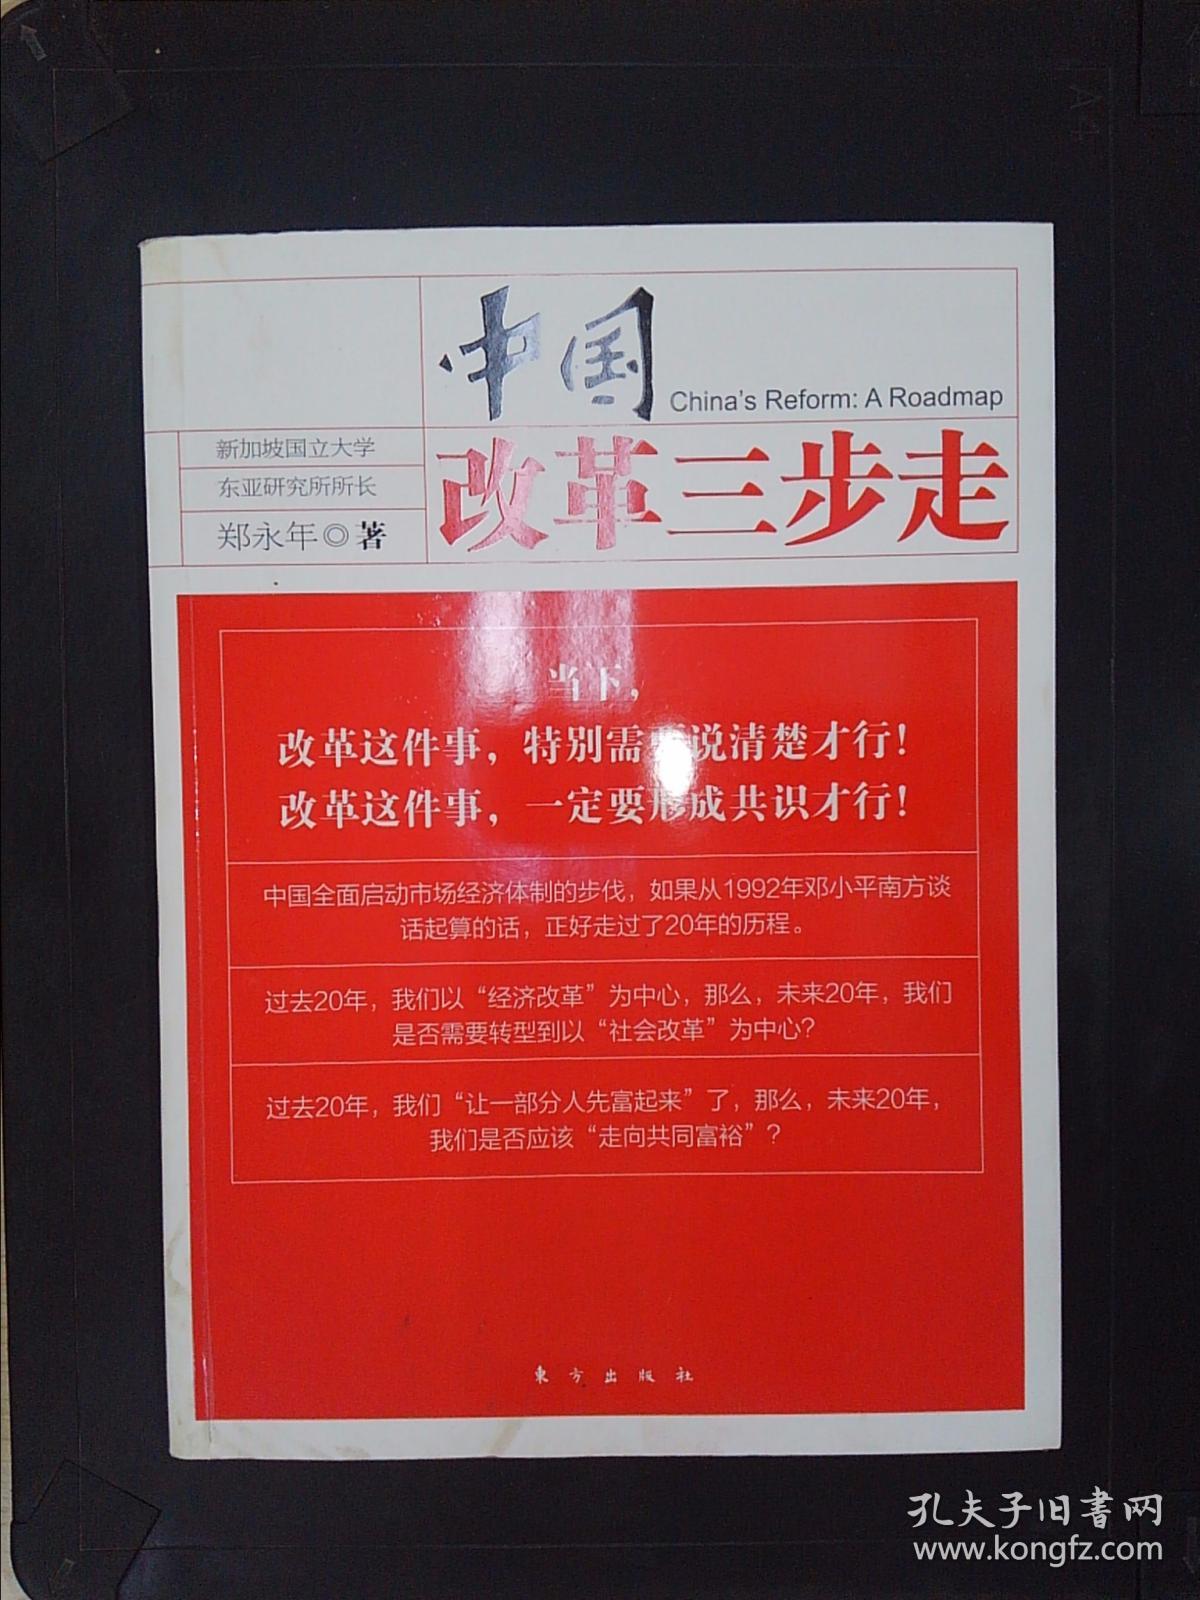 中国
China's Reform: A Roadmap
改革三步走
新加坡国立大学
东亚研究所所长
郑永年◎著
当下，
改革这件事，特别需要说清楚才行！
改革这件事，一定要形成共识才行！
中国全面启动市场经济体制的步伐，如果从1992年邓小平南方谈
话起算的话，正好走过了20年的历程。
过去20年，我们以“经济改革”为中心，那么，未来20年，我们
是否需要转型到以“社会改革”为中心？
过去20年，我们“让一部分人先富起来”了，那么，未来20年，
我们是否应该“走向共同富裕”？
東方出版社
A4
孔夫子旧書网
www.kongfz.com